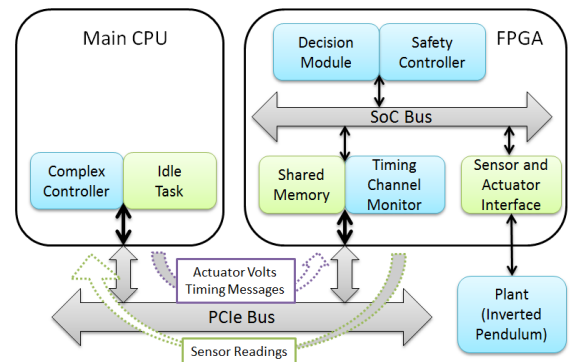 Main CPU
FPGA
Decision
Module
Safety
Controller
SoC Bus
Complex
Controller
Idle
Task
Shared
Memory
Timing
Channel
Monitor
Sensor and
Actuator
Interface
Actuator Volts
Timing Messages
PCIe Bus
Sensor Readings
Plant
(Inverted
Pendulum)